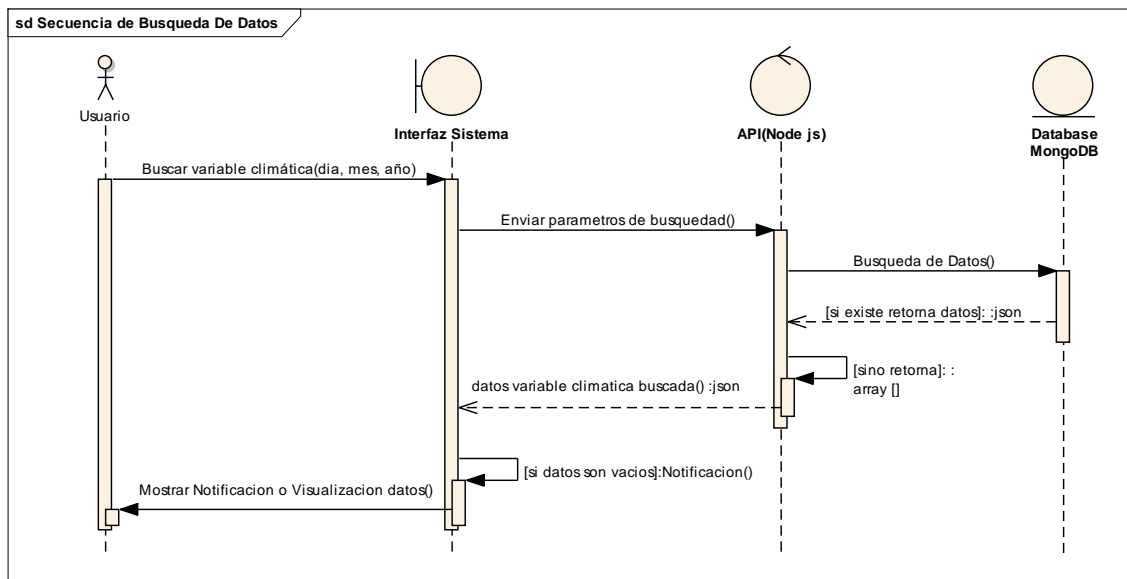 sd Secuencia de Busqueda De Datos
Usuario
Interfaz Sistema
API(Node js)
Database
MongoDB
Buscar variable climática(dia, mes, año)
Enviar parametros de busquedad()
Busqueda de Datos()
[si existe retorna datos]: :json
[sino retorna]: :
array []
datos variable climatica buscada() :json
[si datos son vacios]:Notificacion()
Mostrar Notificacion o Visualizacion datos()